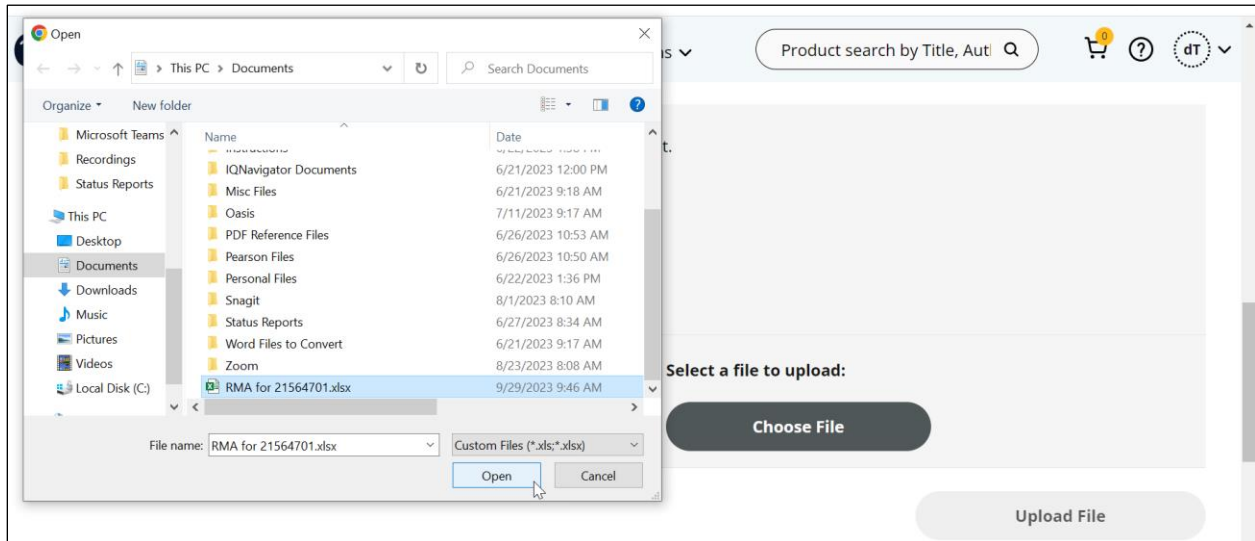 Open
This PC > Documents
Search Documents
Organize
New folder
Name
Date
Microsoft Teams
Recordings
Status Reports
This PC
Desktop
Documents
Downloads
Music
Pictures
Videos
Local Disk (C:)
IQNavigator Documents 6/21/2023 12:00 PM
Misc Files 6/21/2023 9:18 AM
Oasis 7/11/2023 9:17 AM
PDF Reference Files 6/26/2023 10:53 AM
Pearson Files 6/26/2023 10:50 AM
Personal Files 6/22/2023 1:36 PM
Snagit 8/1/2023 8:10 AM
Status Reports 6/27/2023 8:34 AM
Word Files to Convert 6/21/2023 9:17 AM
Zoom 8/23/2023 8:08 AM
RMA for 21564701.xlsx 9/29/2023 9:46 AM
File name: RMA for 21564701.xlsx
Custom Files (*.xls;*.xlsx)
Open
Cancel
Product search by Title, Aut
0
dT
t.
Select a file to upload:
Choose File
Upload File